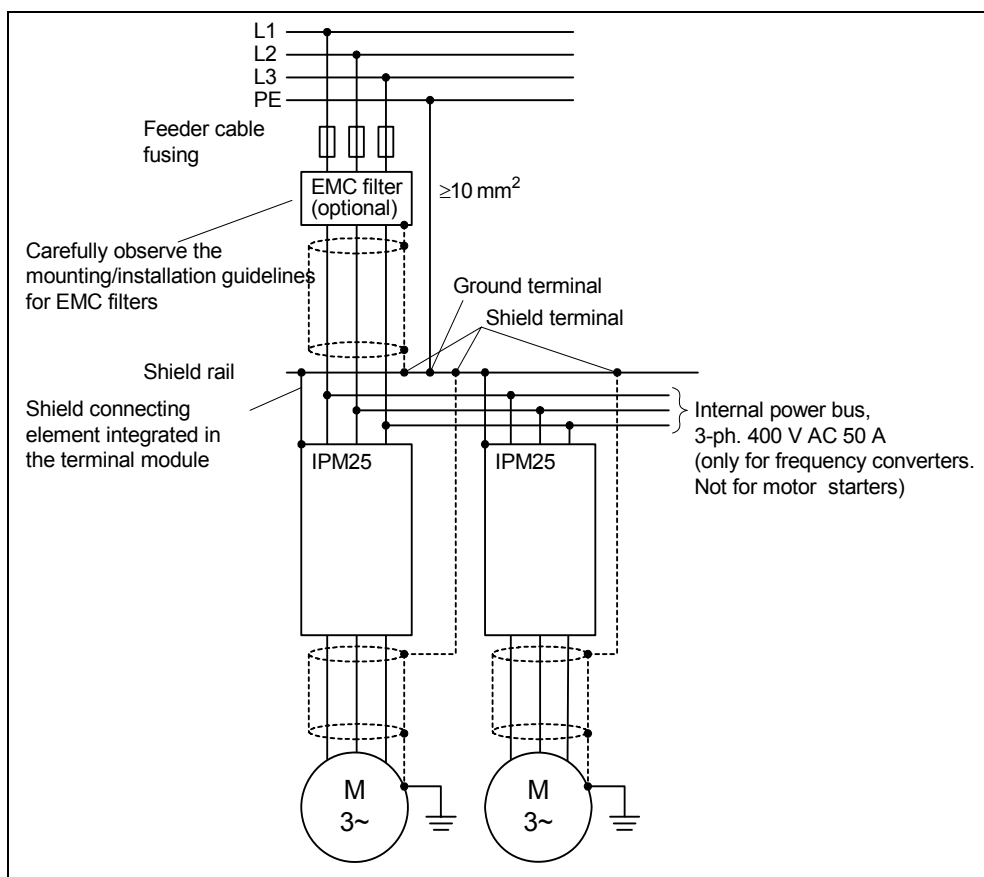 L1
L2
L3
PE
Feeder cable
fusing
EMC filter
(optional)
≥10 mm²
Carefully observe the
mounting/installation guidelines
for EMC filters
Ground terminal
Shield terminal
Shield rail
Shield connecting
element integrated in
the terminal module
Internal power bus,
3-ph. 400 V AC 50 A
(only for frequency converters.
Not for motor starters)
IPM25
IPM25
M
3~
M
3~